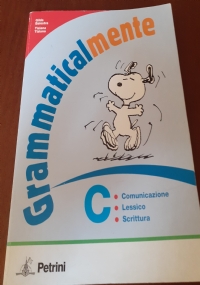 Grammaticalmente
C
Comunicazione
Lessico
Scrittura
Petrini